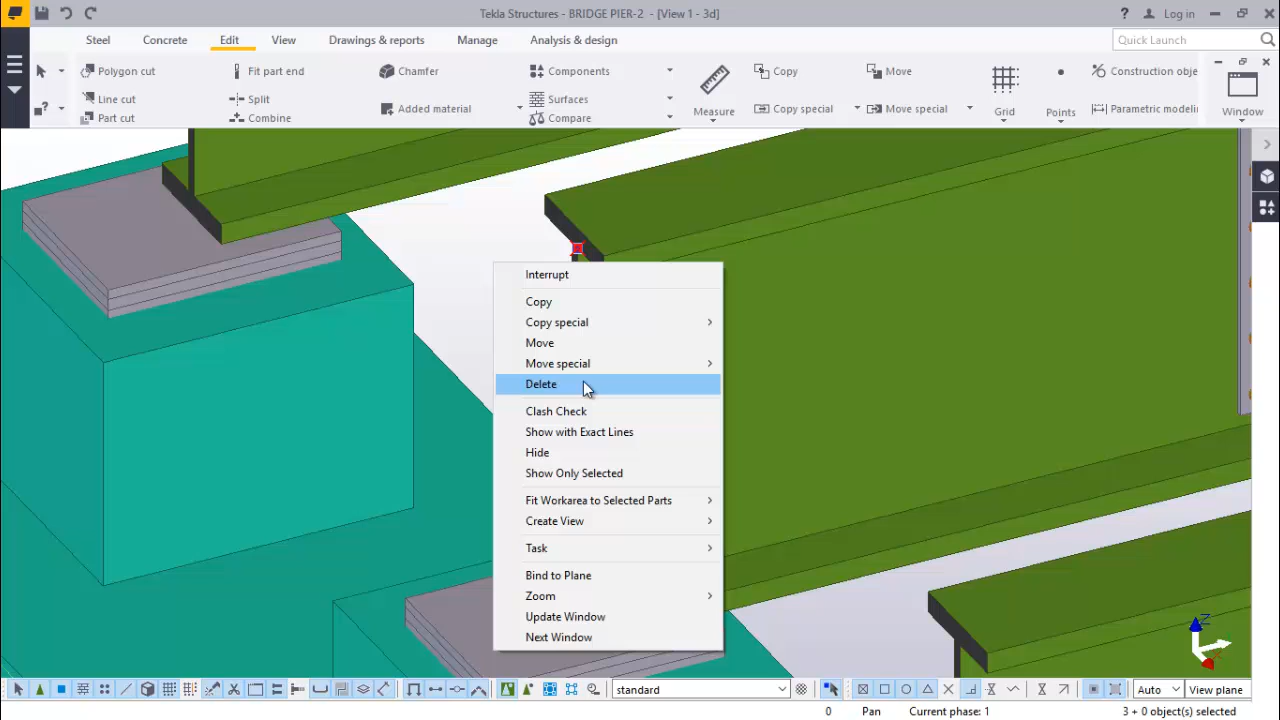 Tekla Structures - BRIDGE PIER-2 - [View 1 - 3d]
? Log in
Steel Concrete Edit View Drawings & reports Manage Analysis & design
Quick Launch
Polygon cut Fit part end Chamfer Components Copy Move Construction obje
Line cut Split Surfaces
Added material Copy special Move special Parametric modelin
Part cut Combine Compare Measure Grid Points Window
Interrupt
Copy
Copy special
Move
Move special
Delete
Clash Check
Show with Exact Lines
Hide
Show Only Selected
Fit Workarea to Selected Parts
Create View
Task
Bind to Plane
Zoom
Update Window
Next Window
Z
standard Auto View plane
0 Pan Current phase: 1 3 + 0 object(s) selected